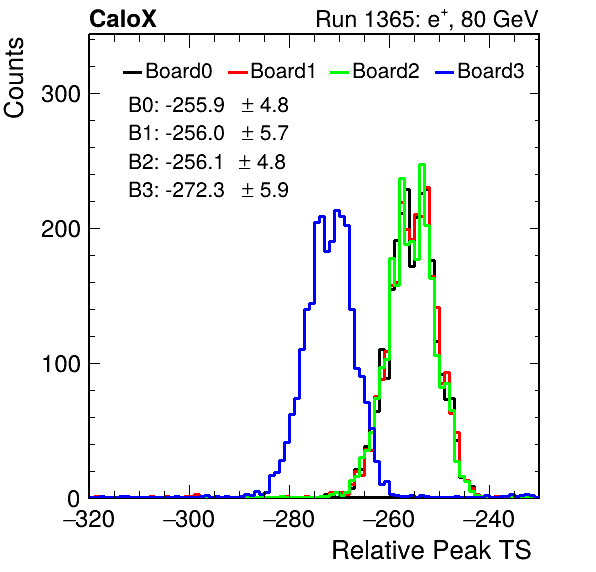 CaloX Run 1365: e⁺, 80 GeV
Counts
Board0 Board1 Board2 Board3
B0: -255.9 ± 4.8
B1: -256.0 ± 5.7
B2: -256.1 ± 4.8
B3: -272.3 ± 5.9
300
200
100
0
−320 −300 −280 −260 −240
Relative Peak TS